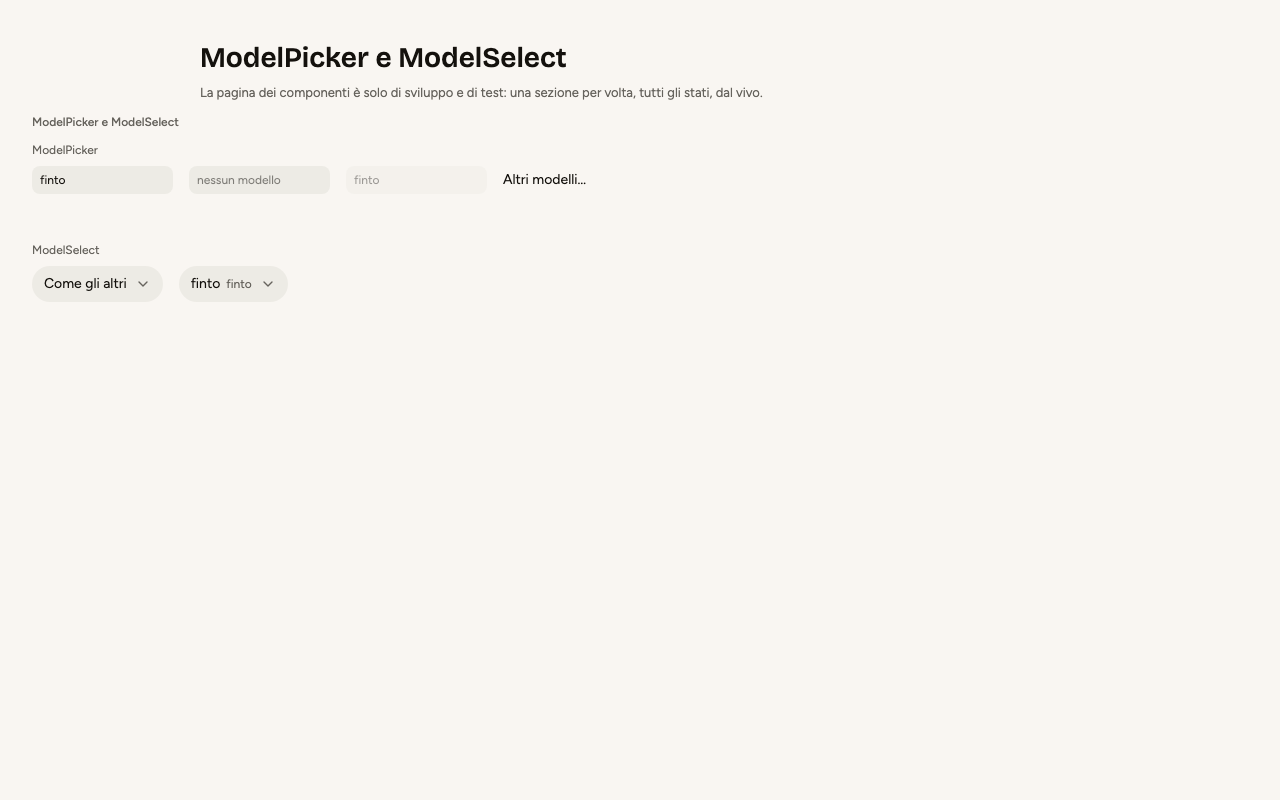 ModelPicker e ModelSelect
La pagina dei componenti è solo di sviluppo e di test: una sezione per volta, tutti gli stati, dal vivo.
ModelPicker e ModelSelect
ModelPicker
finto
nessun modello
finto
Altri modelli...
ModelSelect
Come gli altri
finto finto